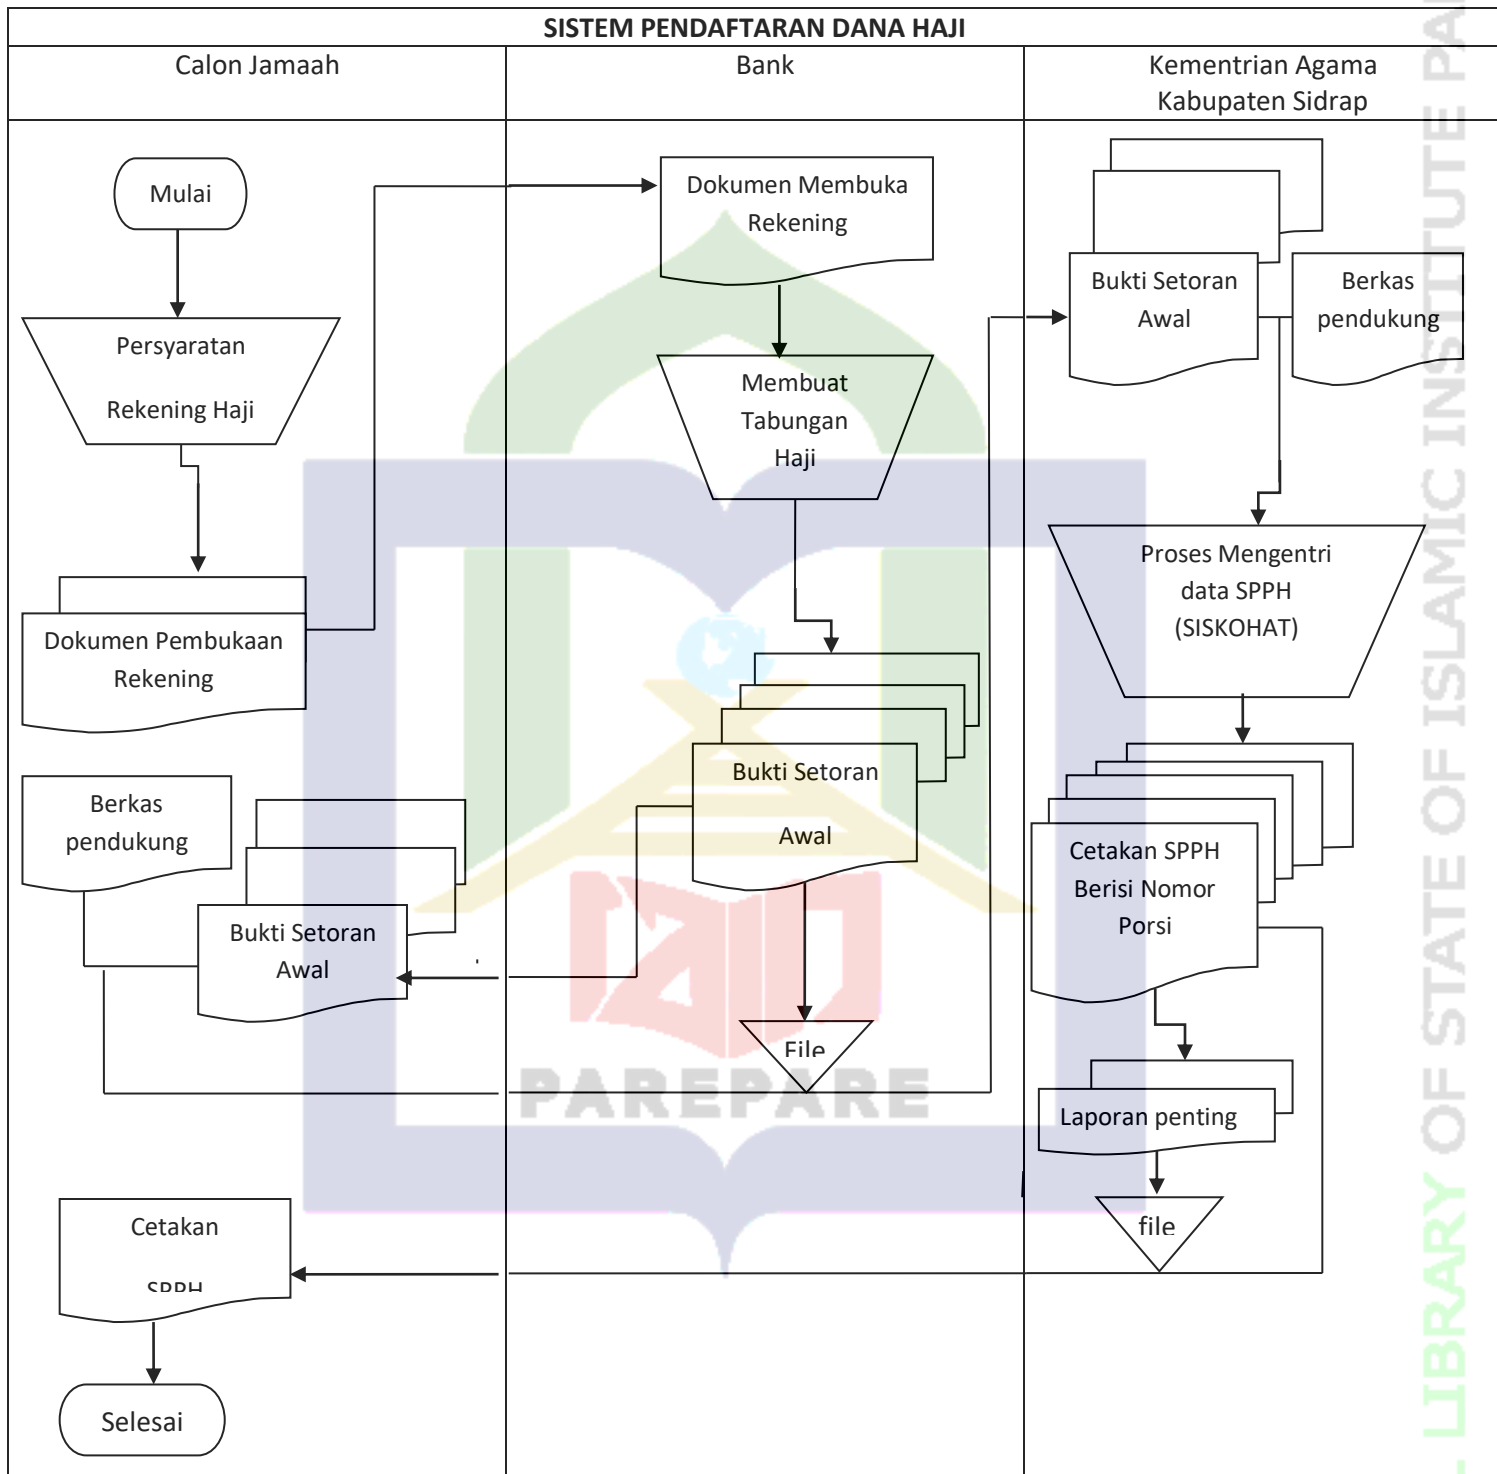 SISTEM PENDAFTARAN DANA HAJI
Calon Jamaah
Bank
Kementrian Agama
Kabupaten Sidrap
Mulai
Persyaratan
Rekening Haji
Dokumen Pembukaan
Rekening
Berkas
pendukung
Bukti Setoran
Awal
Cetakan
SPPH
Selesai
Dokumen Membuka
Rekening
Membuat
Tabungan
Haji
Bukti Setoran
Awal
File
Bukti Setoran
Awal
Berkas
pendukung
Proses Mengentri
data SPPH
(SISKOHAT)
Cetakan SPPH
Berisi Nomor
Porsi
Laporan penting
file
PAREPARE
LIBRARY OF STATE OF ISLAMIC INSTITUTE